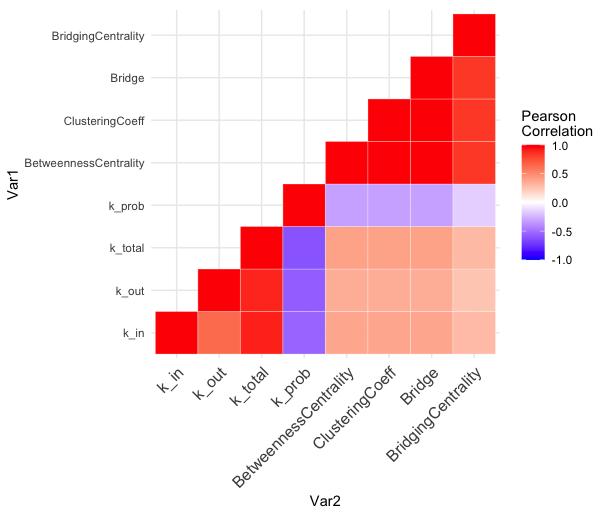 BridgingCentrality
Bridge
ClusteringCoeff
BetweennessCentrality
k_prob
k_total
k_out
k_in
Var1
k_in
k_out
k_total
k_prob
BetweennessCentrality
ClusteringCoeff
Bridge
BridgingCentrality
Var2
Pearson
Correlation
1.0
0.5
0.0
-0.5
-1.0